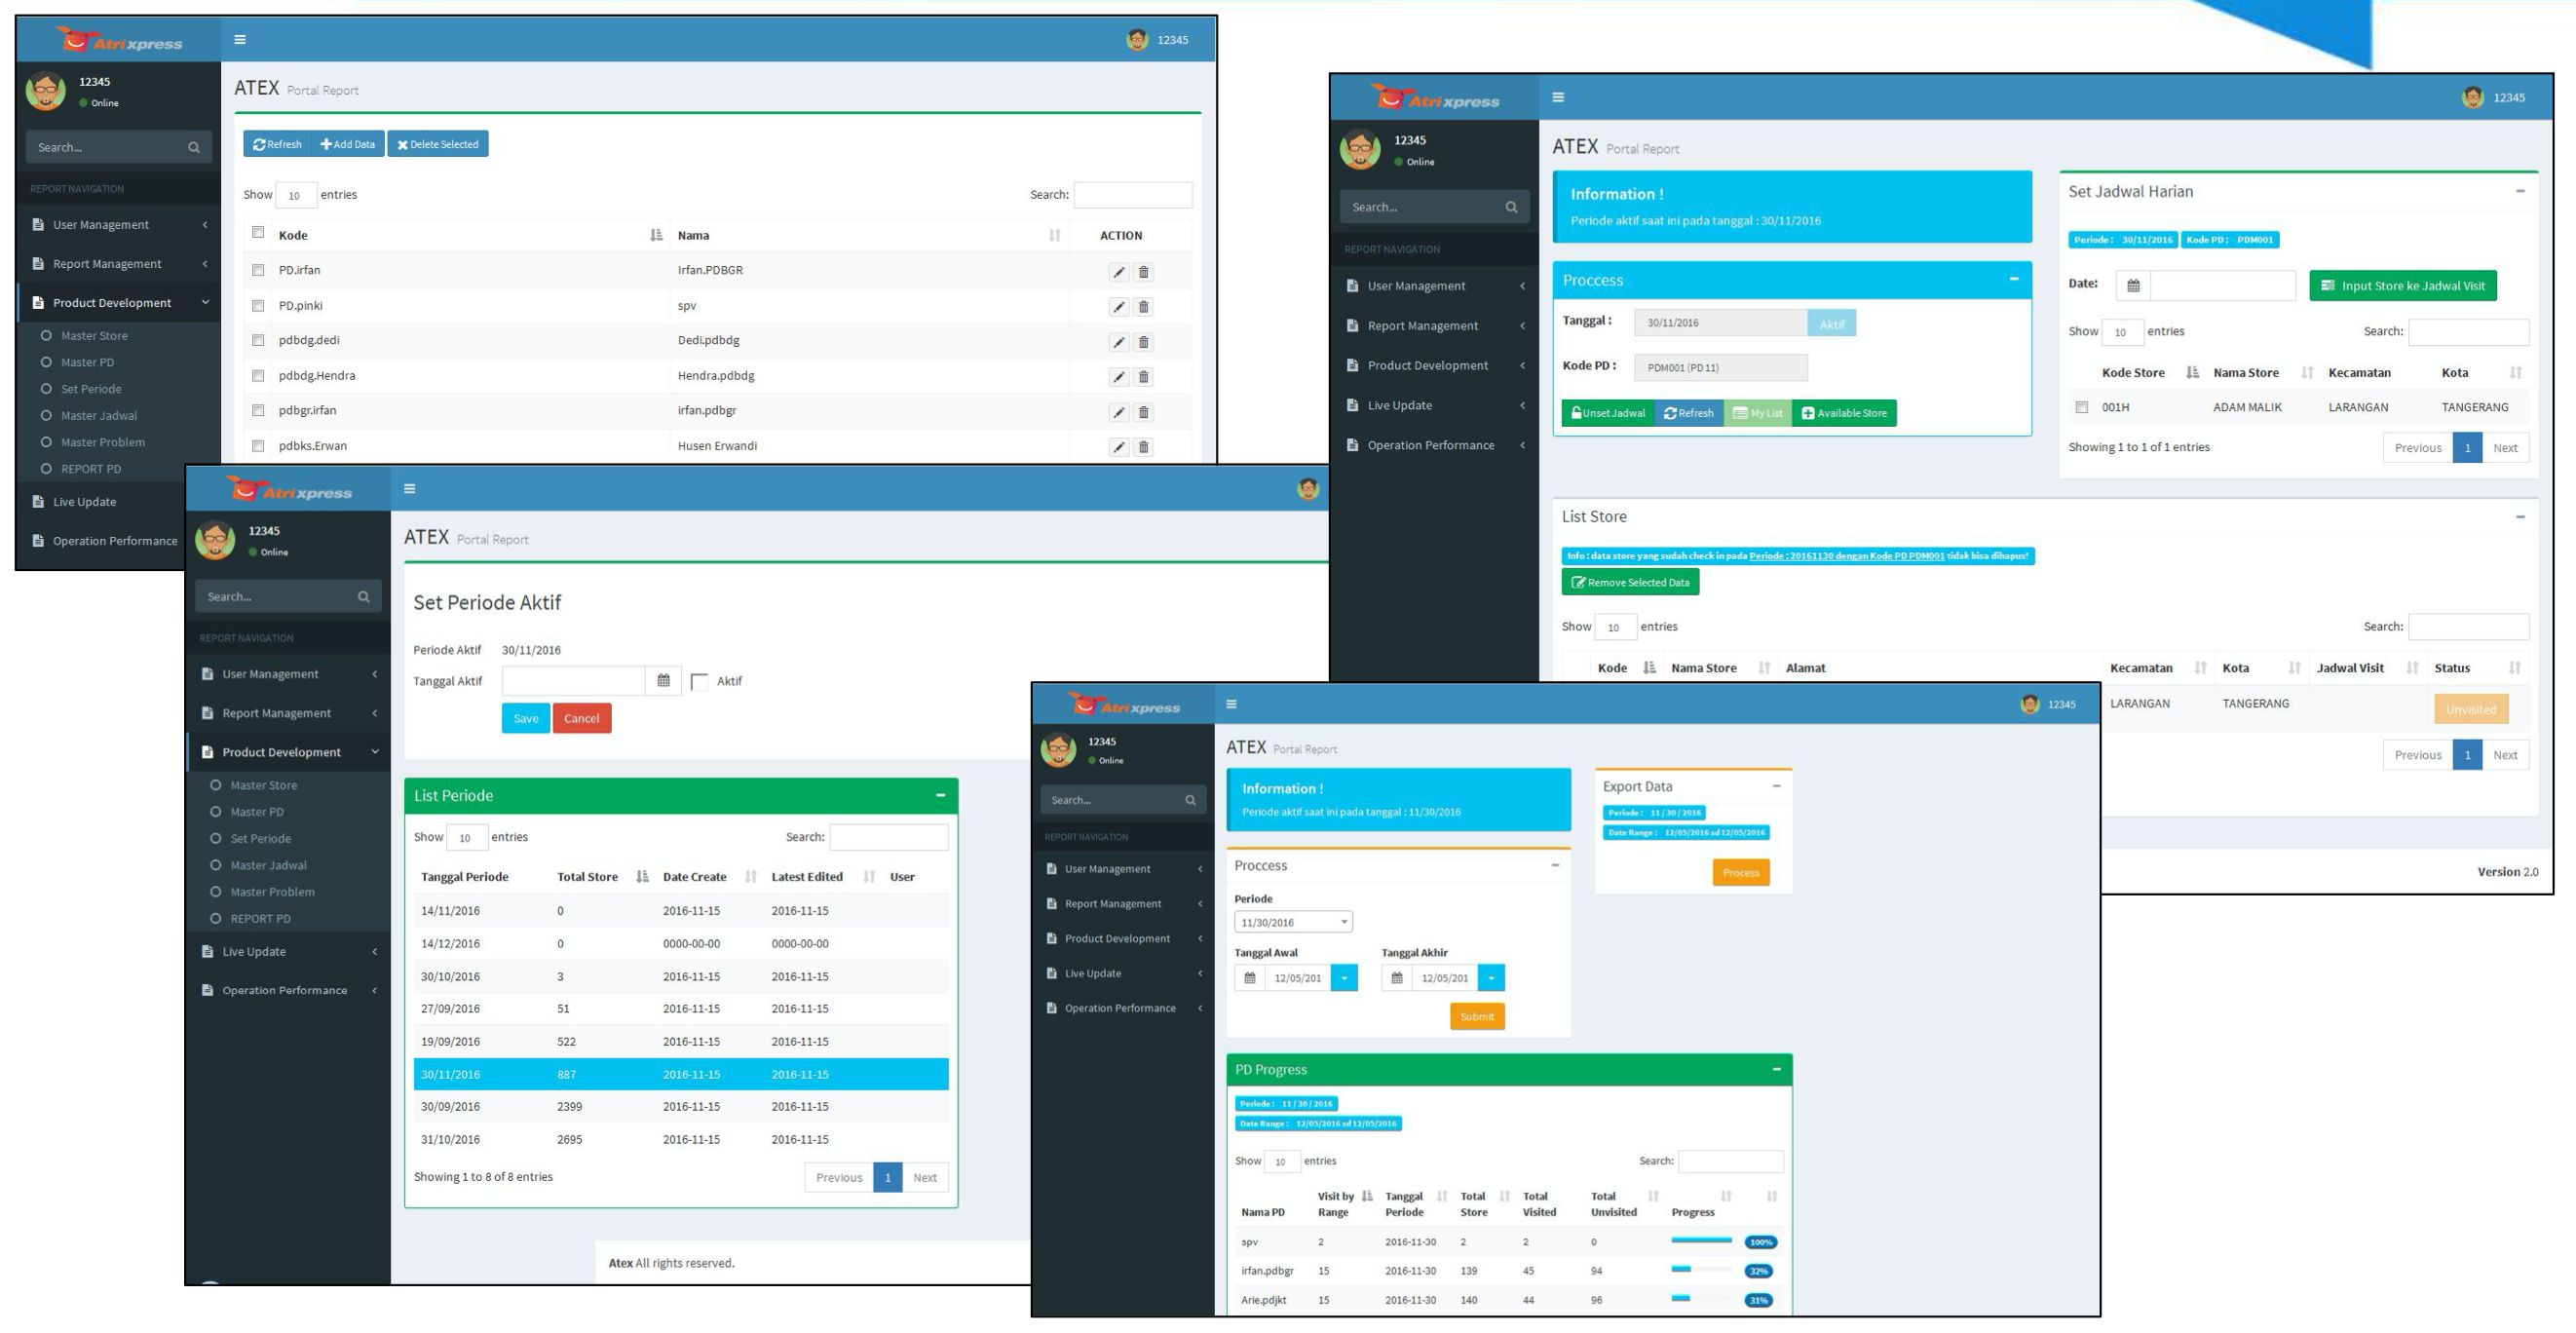 Atrixpress
12345
12345
Online
ATEX Portal Report
Search...
Refresh Add Data Delete Selected
REPORT NAVIGATION
Show 10 entries Search:
User Management
Report Management
Product Development
Master Store
Master PD
Set Periode
Master Jadwal
Master Problem
REPORT PD
Live Update
Operation Performance
Kode Nama ACTION
PD.irfan Irfan.PDBGR
PD.pinki spv
pdbdg.dedi Dedi.pdbdg
pdbdg.Hendra Hendra.pdbdg
pdbgr.irfan irfan.pdbgr
pdbks.Erwan Husen Erwandi
Atrixpress
12345
12345
Online
Search...
REPORT NAVIGATION
User Management
Report Management
Product Development
Live Update
Operation Performance
ATEX Portal Report
Information !
Periode aktif saat ini pada tanggal : 30/11/2016
Proccess
Tanggal : 30/11/2016 Aktif
Kode PD : PDM001 (PD 11)
Unset Jadwal Refresh My List Available Store
Set Jadwal Harian
Periode : 30/11/2016 Kode PD : PDM001
Date: Input Store ke Jadwal Visit
Show 10 entries Search:
Kode Store Nama Store Kecamatan Kota
001H ADAM MALIK LARANGAN TANGERANG
Showing 1 to 1 of 1 entries Previous 1 Next
List Store
Info : data store yang sudah check in pada Periode : 20161130 dengan Kode PD PDM001 tidak bisa dihapus!
Remove Selected Data
Show 10 entries Search:
Kode Nama Store Alamat Kecamatan Kota Jadwal Visit Status
LARANGAN TANGERANG Unvisited
Previous 1 Next
Version 2.0
Atrixpress
12345
Online
Search...
REPORT NAVIGATION
User Management
Report Management
Product Development
Master Store
Master PD
Set Periode
Master Jadwal
Master Problem
REPORT PD
Live Update
Operation Performance
ATEX Portal Report
Set Periode Aktif
Periode Aktif 30/11/2016
Tanggal Aktif Aktif
Save Cancel
List Periode
Show 10 entries Search:
Tanggal Periode Total Store Date Create Latest Edited User
14/11/2016 0 2016-11-15 2016-11-15
14/12/2016 0 0000-00-00 0000-00-00
30/10/2016 3 2016-11-15 2016-11-15
27/09/2016 51 2016-11-15 2016-11-15
19/09/2016 522 2016-11-15 2016-11-15
30/11/2016 887 2016-11-15 2016-11-15
30/09/2016 2399 2016-11-15 2016-11-15
31/10/2016 2695 2016-11-15 2016-11-15
Showing 1 to 8 of 8 entries Previous 1 Next
Atex All rights reserved.
Atrixpress
12345
12345
Online
Search...
REPORT NAVIGATION
User Management
Report Management
Product Development
Live Update
Operation Performance
ATEX Portal Report
Information !
Periode aktif saat ini pada tanggal : 11/30/2016
Proccess
Periode
11/30/2016
Tanggal Awal Tanggal Akhir
12/05/201 12/05/201
Submit
Export Data
Periode : 11/30/2016
Date Range : 12/05/2016 sd 12/05/2016
Process
PD Progress
Periode : 11/30/2016
Date Range : 12/05/2016 sd 12/05/2016
Show 10 entries Search:
Nama PD Visit by Range Tanggal Periode Total Store Total Visited Total Unvisited Progress
spv 2 2016-11-30 2 2 0 100%
irfan.pdbgr 15 2016-11-30 139 45 94 32%
Arie.pdjkt 15 2016-11-30 140 44 96 31%